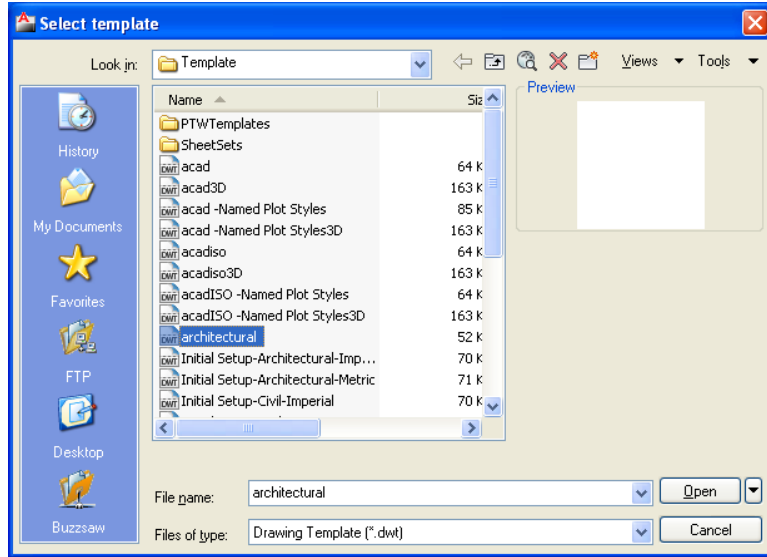 Select template
Look in: Template Views Tools
Name Siz Preview
PTWTemplates
SheetSets
acad 64 K
acad3D 163 K
acad -Named Plot Styles 85 K
acad -Named Plot Styles3D 163 K
acadiso 64 K
acadiso3D 163 K
acadISO -Named Plot Styles 64 K
acadISO -Named Plot Styles3D 163 K
architectural 52 K
Initial Setup-Architectural-Imp... 70 K
Initial Setup-Architectural-Metric 71 K
Initial Setup-Civil-Imperial 70 K
History
My Documents
Favorites
FTP
Desktop
Buzzsaw
File name: architectural Open
Files of type: Drawing Template (*.dwt) Cancel